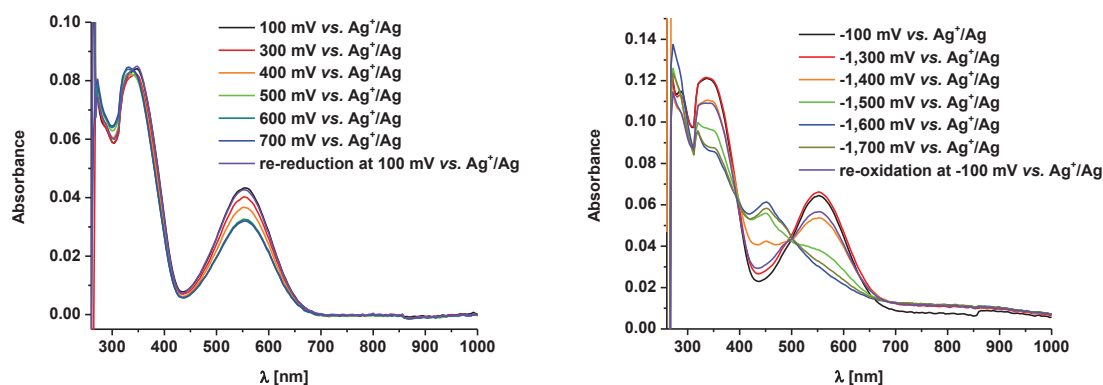 0.10
0.08
0.06
0.04
0.02
0.00
Absorbance
100 mV vs. Ag⁺/Ag
300 mV vs. Ag⁺/Ag
400 mV vs. Ag⁺/Ag
500 mV vs. Ag⁺/Ag
600 mV vs. Ag⁺/Ag
700 mV vs. Ag⁺/Ag
re-reduction at 100 mV vs. Ag⁺/Ag
300 400 500 600 700 800 900 1000
λ [nm]
0.14
0.12
0.10
0.08
0.06
0.04
0.02
0.00
Absorbance
-100 mV vs. Ag⁺/Ag
-1,300 mV vs. Ag⁺/Ag
-1,400 mV vs. Ag⁺/Ag
-1,500 mV vs. Ag⁺/Ag
-1,600 mV vs. Ag⁺/Ag
-1,700 mV vs. Ag⁺/Ag
re-oxidation at -100 mV vs. Ag⁺/Ag
300 400 500 600 700 800 900 1000
λ [nm]